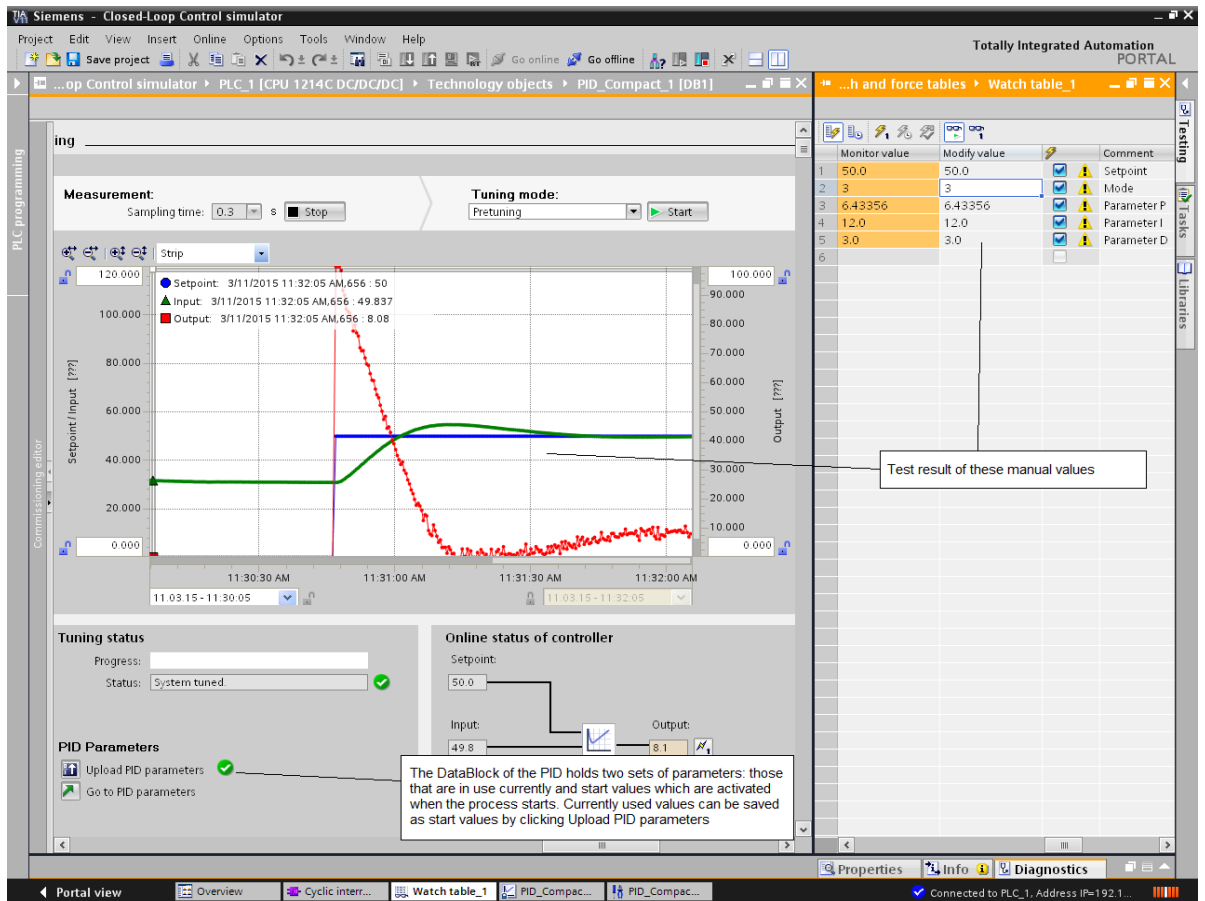 Siemens - Closed-Loop Control simulator
Project Edit View Insert Online Options Tools Window Help
Totally Integrated Automation
PORTAL
Save project
Go online
Go offline
...op Control simulator PLC_1 [CPU 1214C DC/DC/DC] Technology objects PID_Compact_1 [DB1]
...h and force tables Watch table_1
PLC programming
Commissioning editor
ing
Measurement:
Sampling time: 0.3 s Stop
Tuning mode:
Pretuning Start
Strip
120.000
100.000
80.000
60.000
40.000
20.000
0.000
Setpoint/Input [???]
Setpoint: 3/11/2015 11:32:05 AM,656 : 50
Input: 3/11/2015 11:32:05 AM,656 : 49.837
Output: 3/11/2015 11:32:05 AM,656 : 8.08
100.000
90.000
80.000
70.000
60.000
50.000
40.000
30.000
20.000
10.000
0.000
Output [???]
11:30:30 AM 11:31:00 AM 11:31:30 AM 11:32:00 AM
11.03.15 - 11:30:05
11.03.15 - 11:32:05
Monitor value Modify value Comment
1 50.0 50.0 Setpoint
2 3 3 Mode
3 6.43356 6.43356 Parameter P
4 12.0 12.0 Parameter I
5 3.0 3.0 Parameter D
6
Testing
Tasks
Libraries
Test result of these manual values
Tuning status
Progress:
Status: System tuned.
PID Parameters
Upload PID parameters
Go to PID parameters
Online status of controller
Setpoint:
50.0
Input:
49.8
Output:
8.1
The DataBlock of the PID holds two sets of parameters: those
that are in use currently and start values which are activated
when the process starts. Currently used values can be saved
as start values by clicking Upload PID parameters
Properties Info Diagnostics
Portal view Overview Cyclic interr... Watch table_1 PID_Compac... PID_Compac...
Connected to PLC_1, Address IP=192.1...